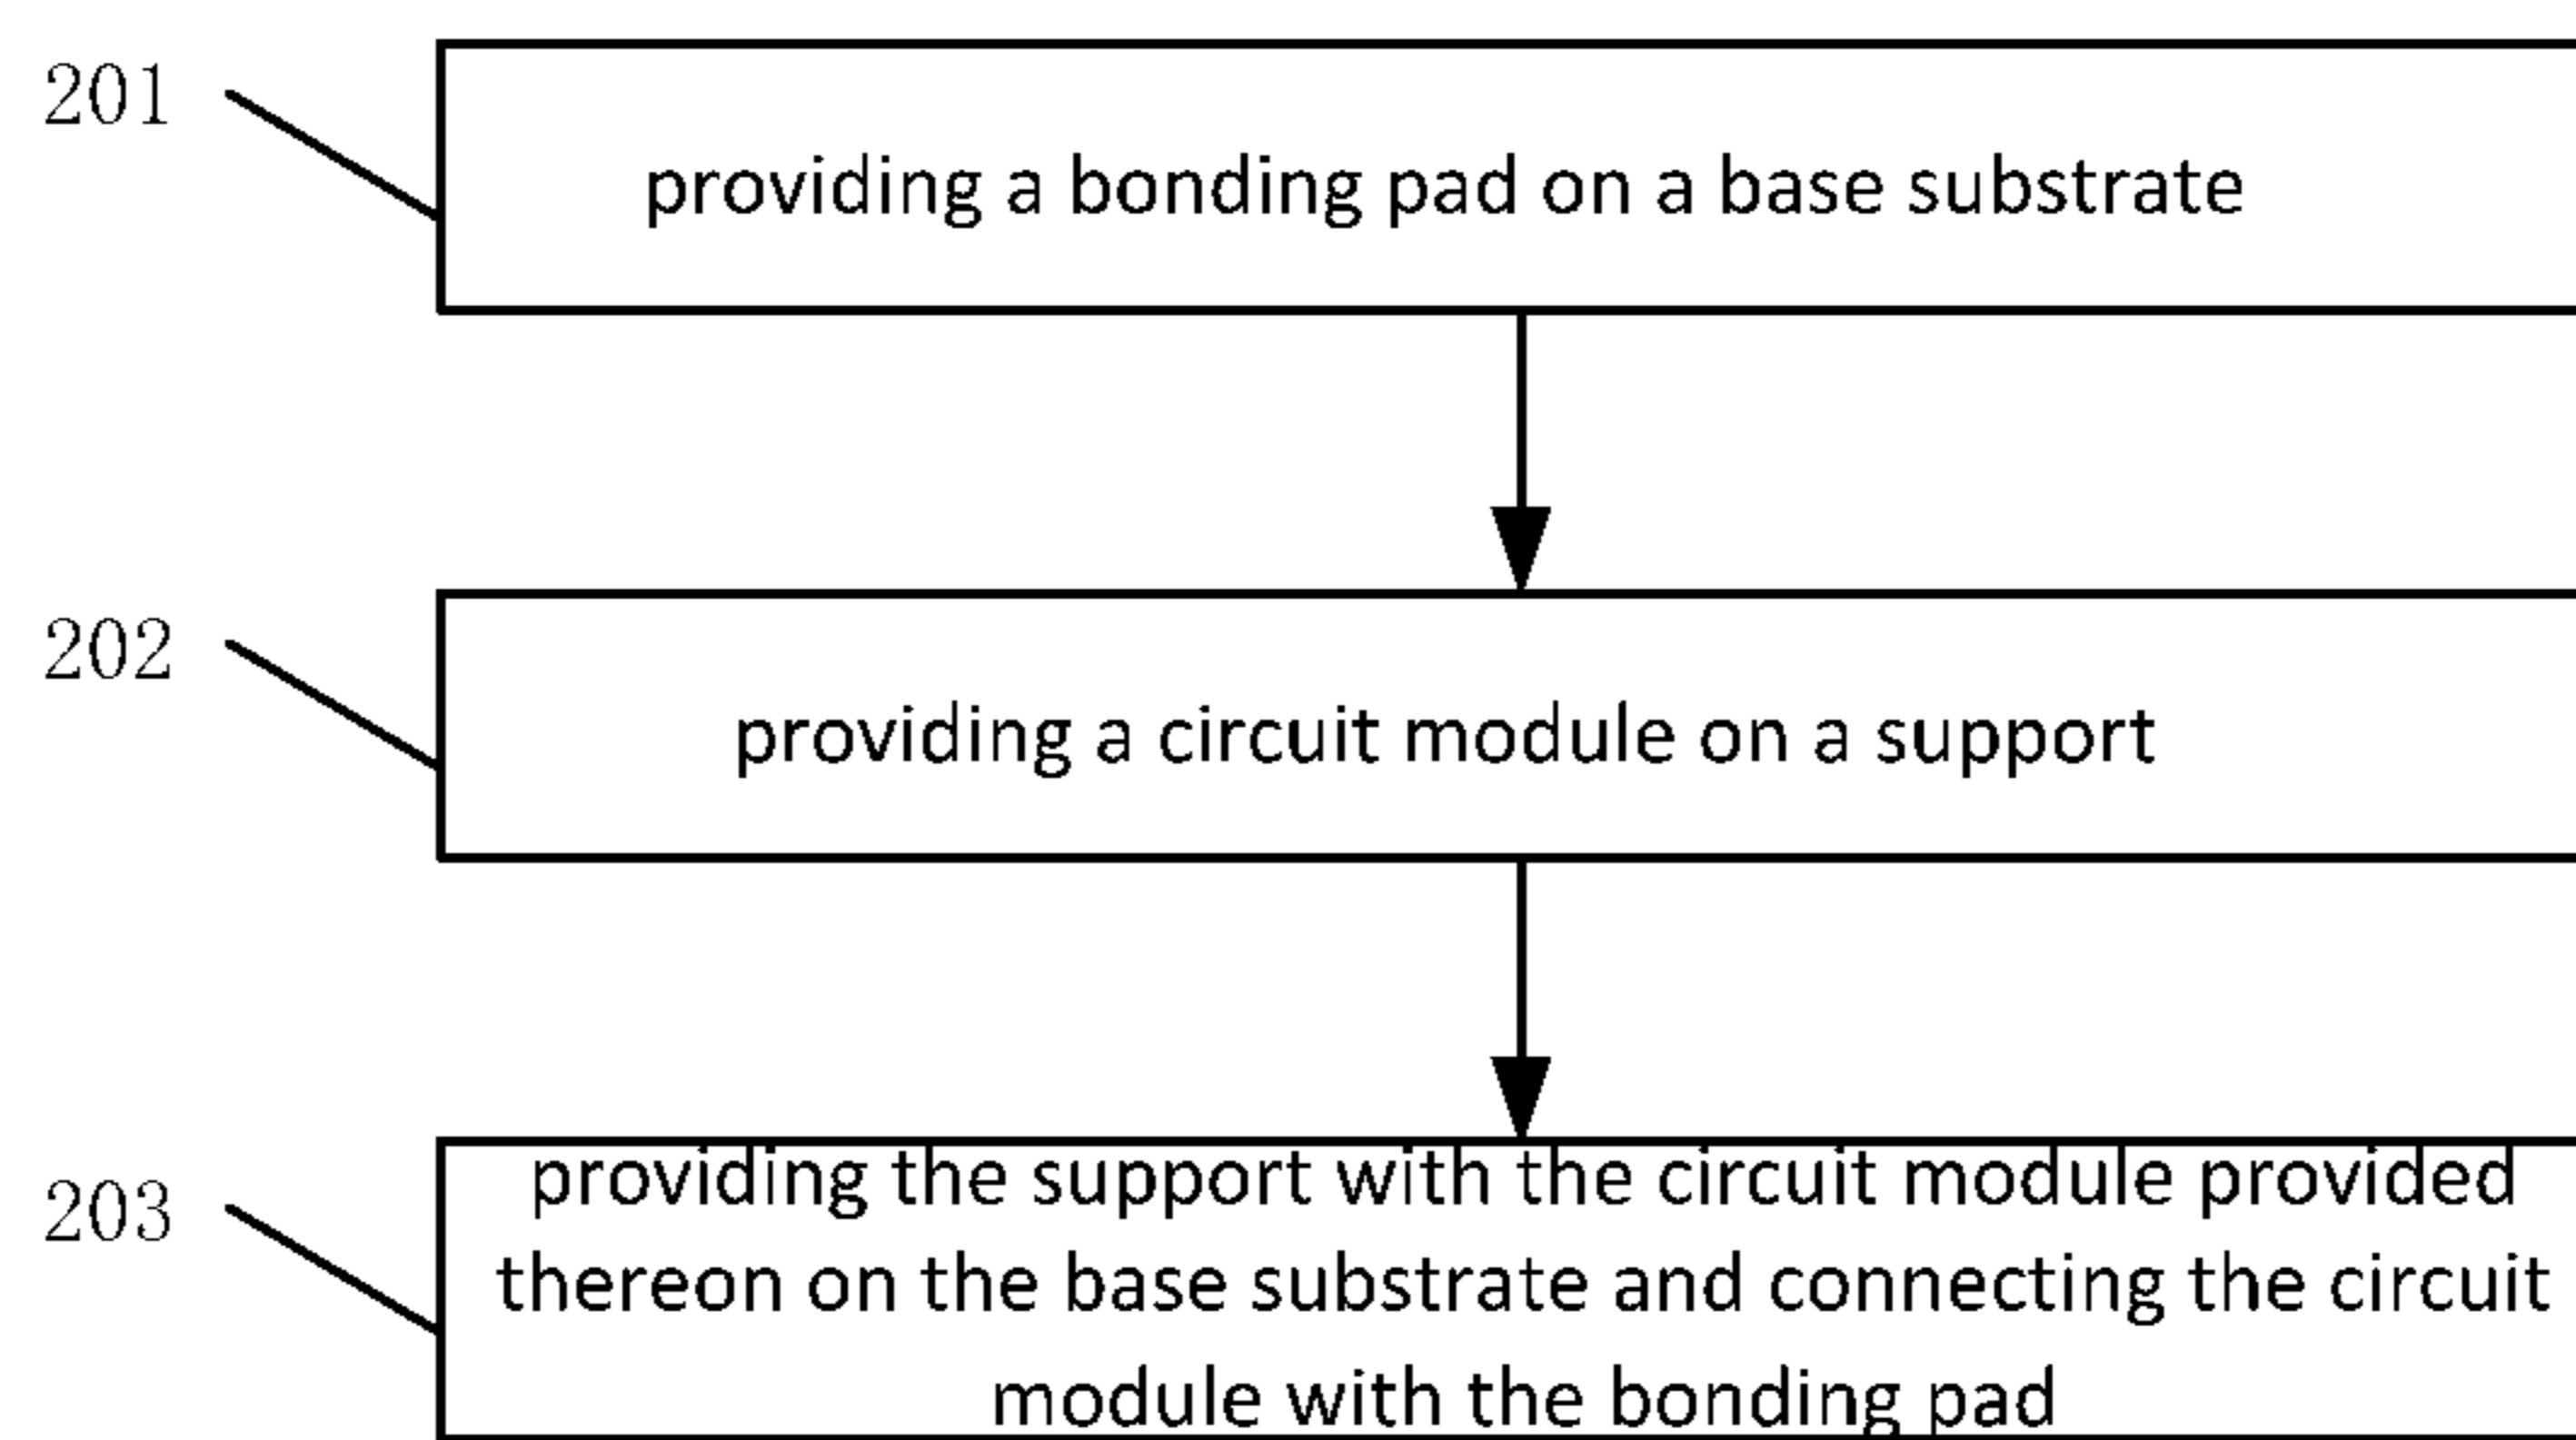 201
providing a bonding pad on a base substrate
202
providing a circuit module on a support
203
providing the support with the circuit module provided
thereon on the base substrate and connecting the circuit
module with the bonding pad